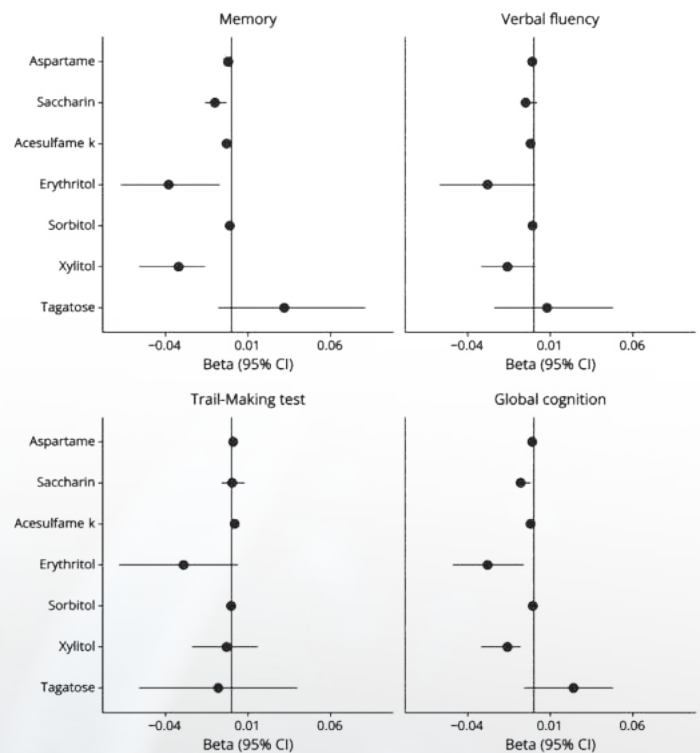 Memory
Verbal fluency
Aspartame
Saccharin
Acesulfame k
Erythritol
Sorbitol
Xylitol
Tagatose
−0.04 0.01 0.06
−0.04 0.01 0.06
Beta (95% CI)
Beta (95% CI)
Trail-Making test
Global cognition
Aspartame
Saccharin
Acesulfame k
Erythritol
Sorbitol
Xylitol
Tagatose
−0.04 0.01 0.06
−0.04 0.01 0.06
Beta (95% CI)
Beta (95% CI)